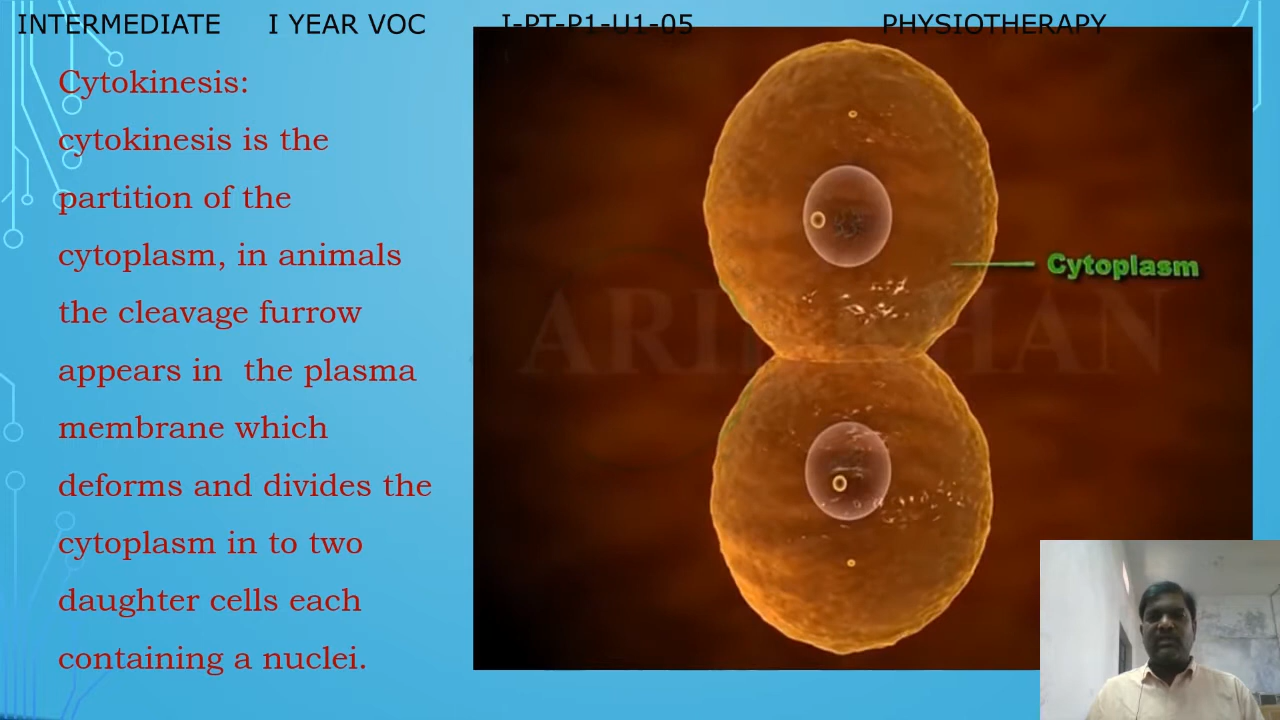 INTERMEDIATE I YEAR VOC I-PT-P1-U1-05 PHYSIOTHERAPY
Cytokinesis:
cytokinesis is the
partition of the
cytoplasm, in animals
the cleavage furrow
appears in the plasma
membrane which
deforms and divides the
cytoplasm in to two
daughter cells each
containing a nuclei.
Cytoplasm